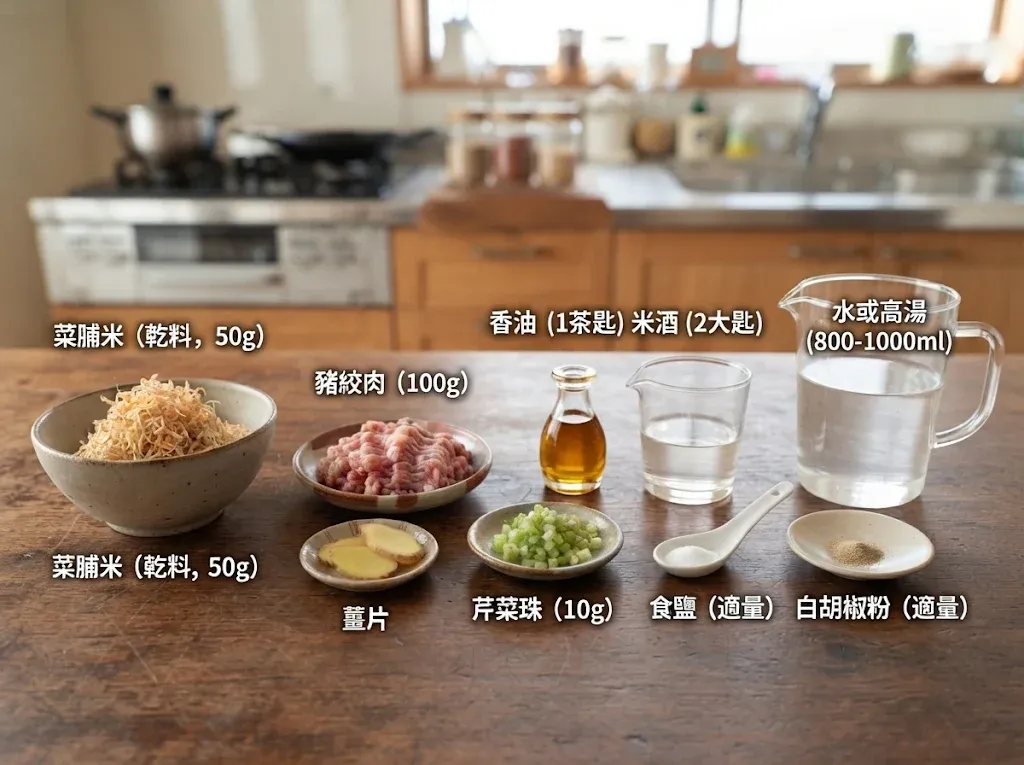 菜脯米（乾料，50g）
豬絞肉（100g）
香油 (1茶匙) 米酒 (2大匙)
水或高湯
(800-1000ml)
菜脯米（乾料, 50g）
薑片
芹菜珠（10g）
食鹽（適量）
白胡椒粉（適量）